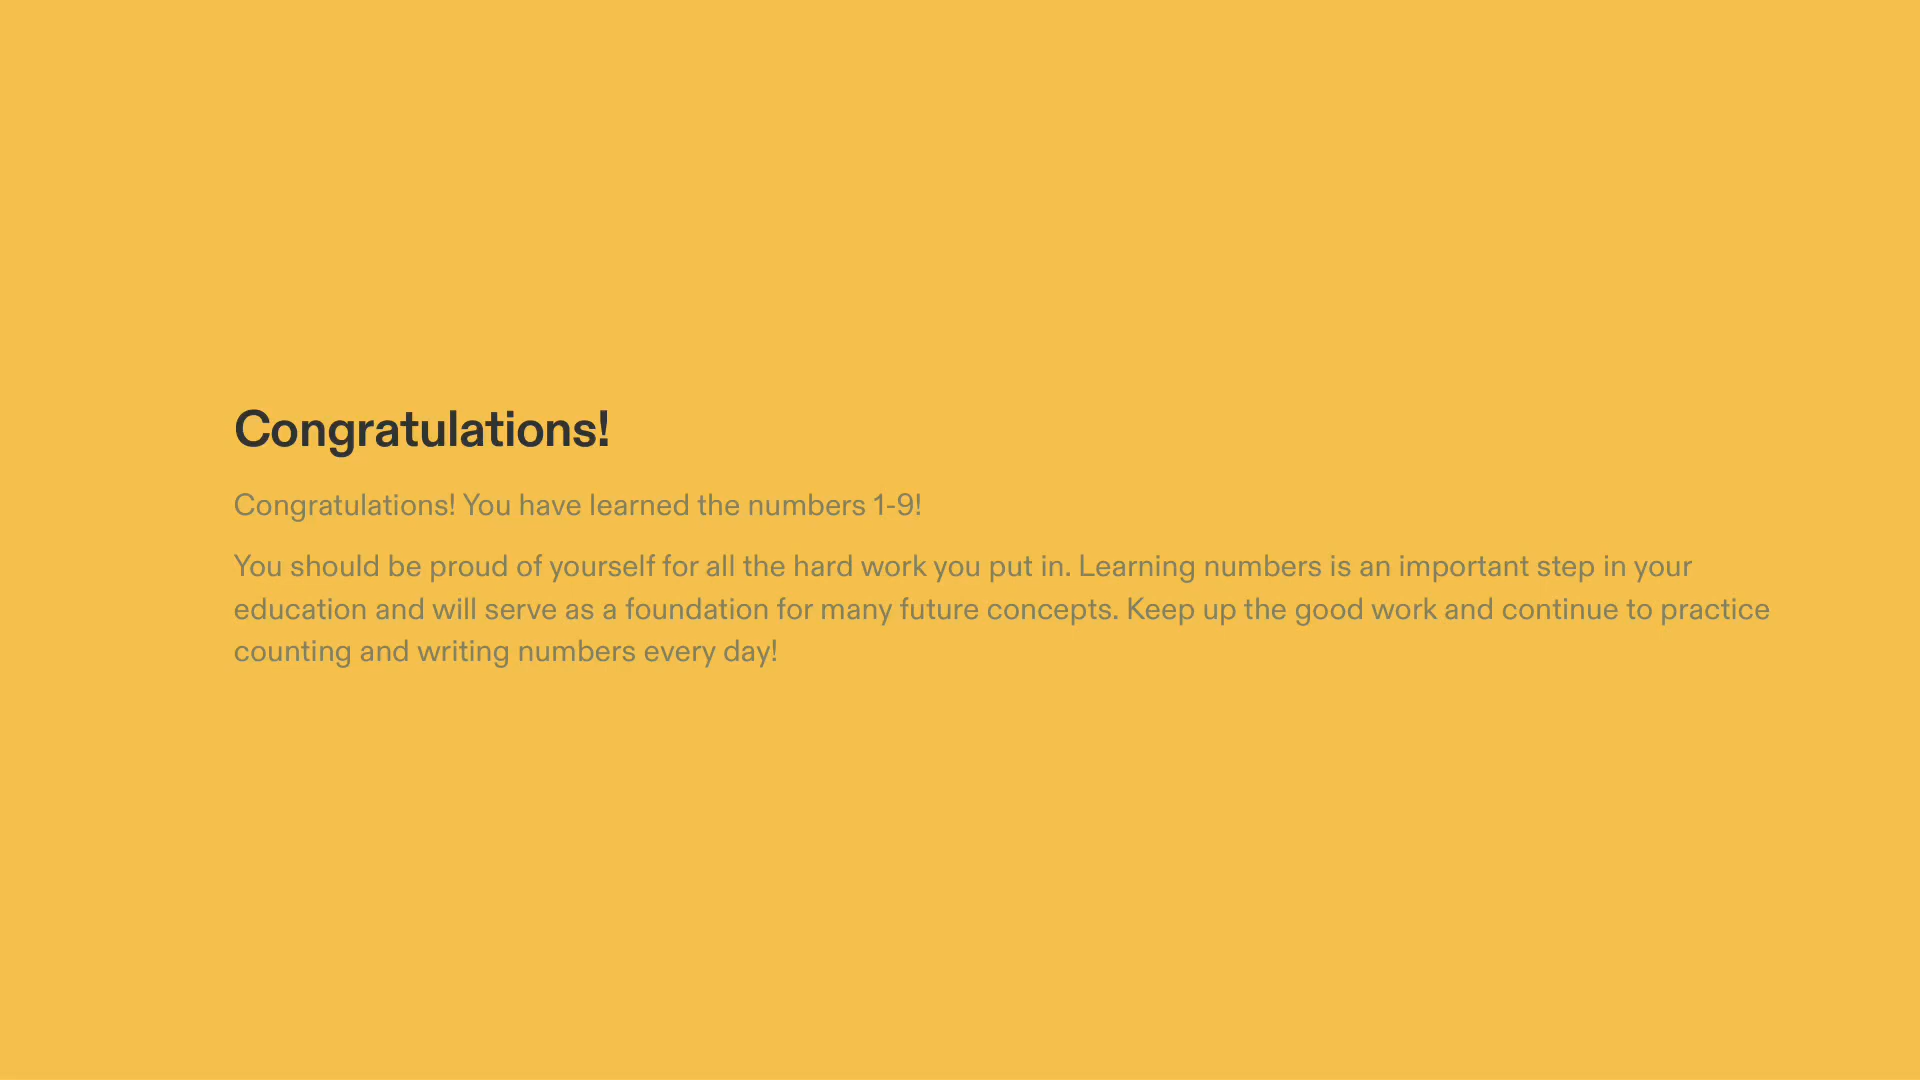 Congratulations!
Congratulations! You have learned the numbers 1-9!
You should be proud of yourself for all the hard work you put in. Learning numbers is an important step in your
education and will serve as a foundation for many future concepts. Keep up the good work and continue to practice
counting and writing numbers every day!